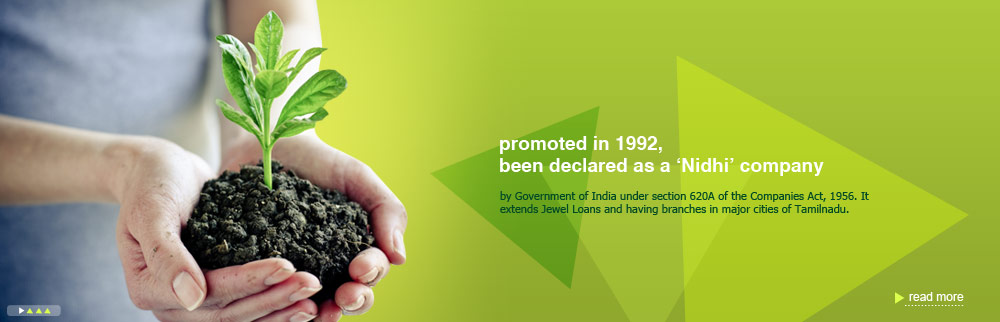 promoted in 1992,
been declared as a ‘Nidhi’ company
by Government of India under section 620A of the Companies Act, 1956. It
extends Jewel Loans and having branches in major cities of Tamilnadu.
read more